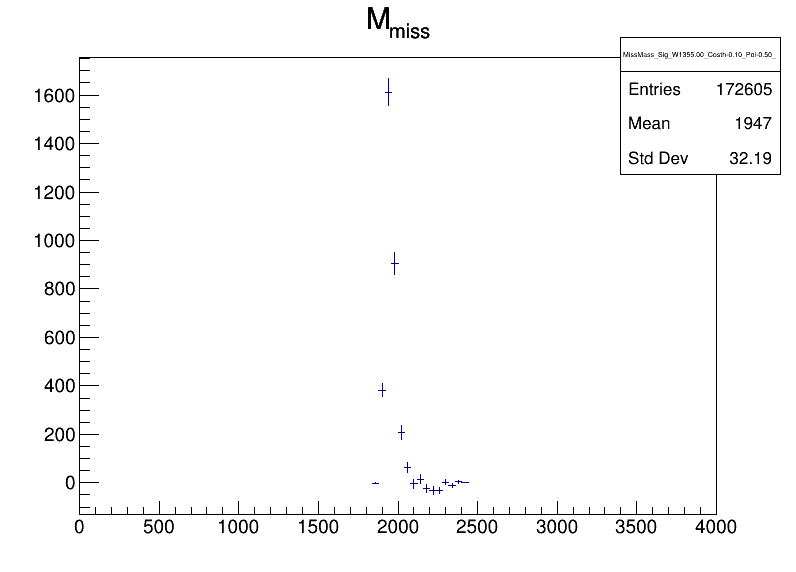 M_miss
MissMass_Sig_W1355.00_Costh-0.10_Pol-0.50_
Entries 172605
Mean 1947
Std Dev 32.19
1600
1400
1200
1000
800
600
400
200
0
0 500 1000 1500 2000 2500 3000 3500 4000